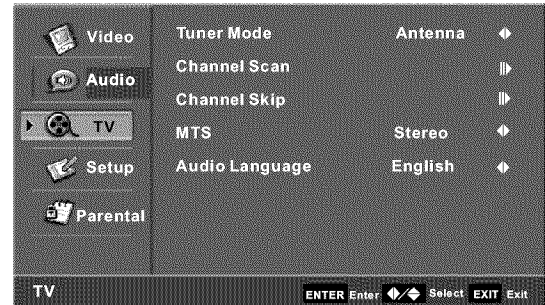 Video
Audio
TV
Setup
Parental
Tuner Mode Antenna
Channel Scan
Channel Skip
MTS Stereo
Audio Language English
TV
ENTER Enter Select EXIT Exit